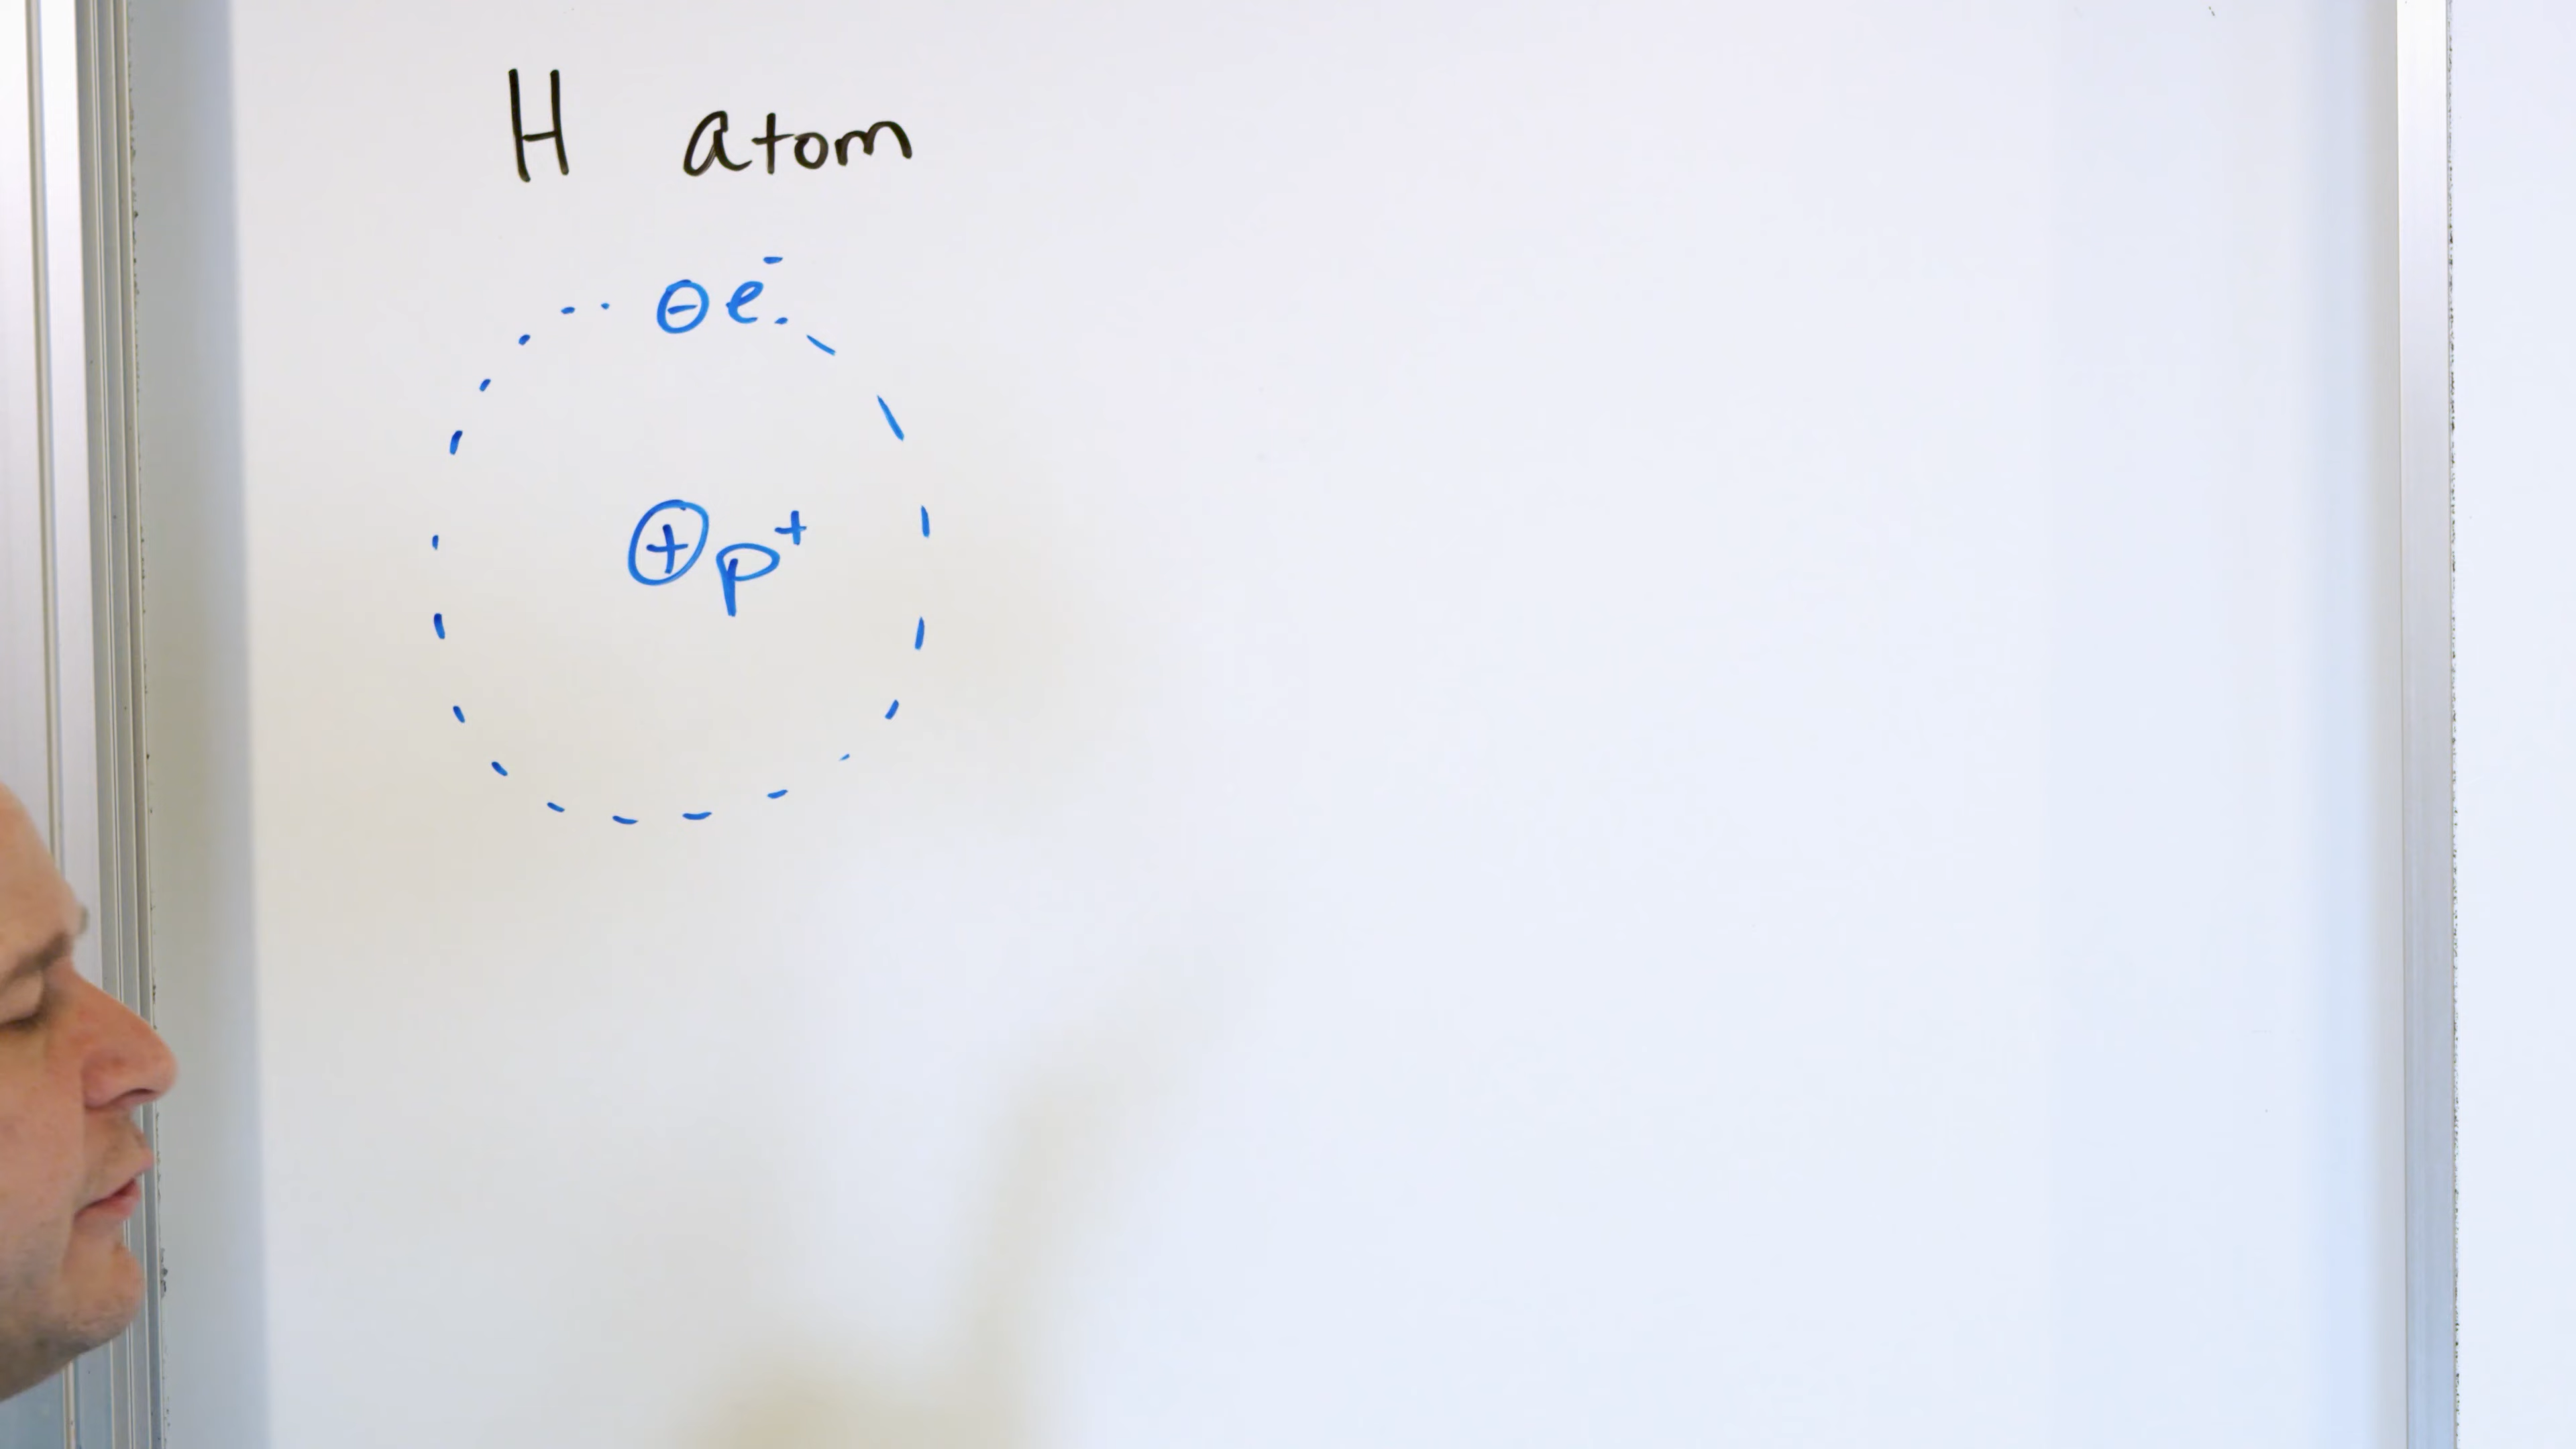 H atom
⊖ e⁻
⊕ p⁺